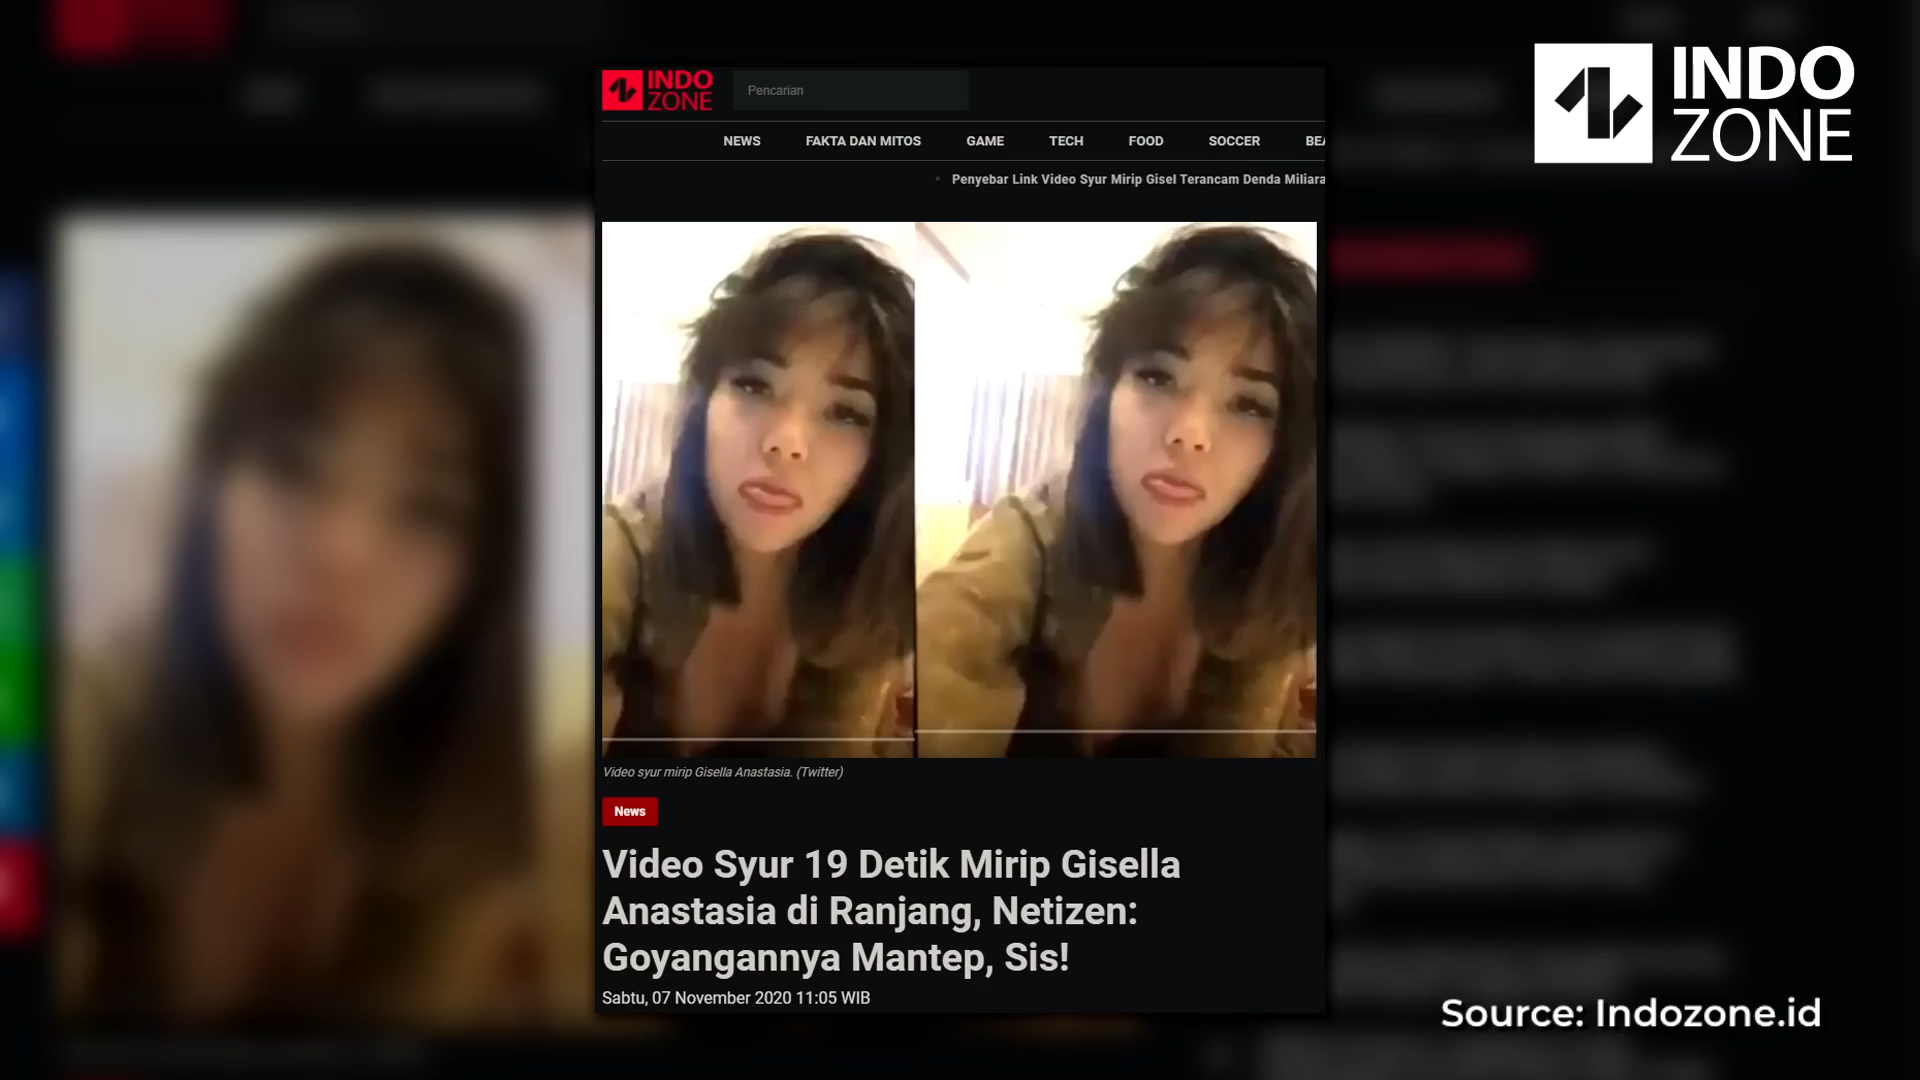 INDO
ZONE
Pencarian
NEWS FAKTA DAN MITOS GAME TECH FOOD SOCCER
Penyebar Link Video Syur Mirip Gisel Terancam Denda
Video syur mirip Gisella Anastasia. (Twitter)
News
Video Syur 19 Detik Mirip Gisella
Anastasia di Ranjang, Netizen:
Goyangannya Mantep, Sis!
Sabtu, 07 November 2020 11:05 WIB
INDO
ZONE
Source: Indozone.id